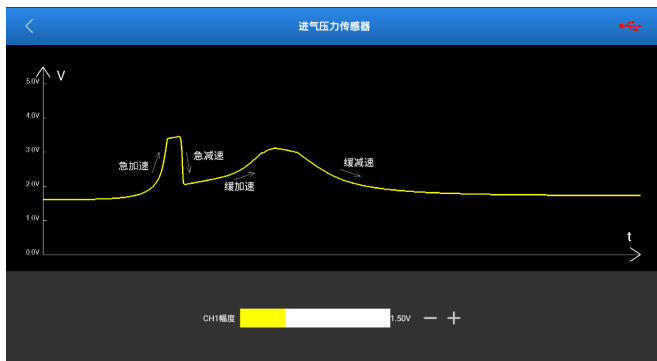 进气压力传感器
V
5.0V
4.0V
3.0V
急加速
急减速
缓加速
缓减速
2.0V
1.0V
0.0V
t
CH1幅度
1.50V